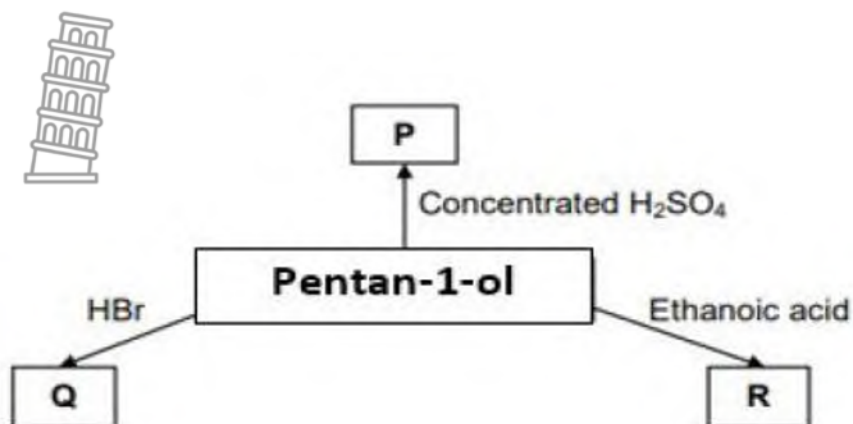 P
Concentrated H₂SO₄
Pentan-1-ol
HBr
Ethanoic acid
Q
R